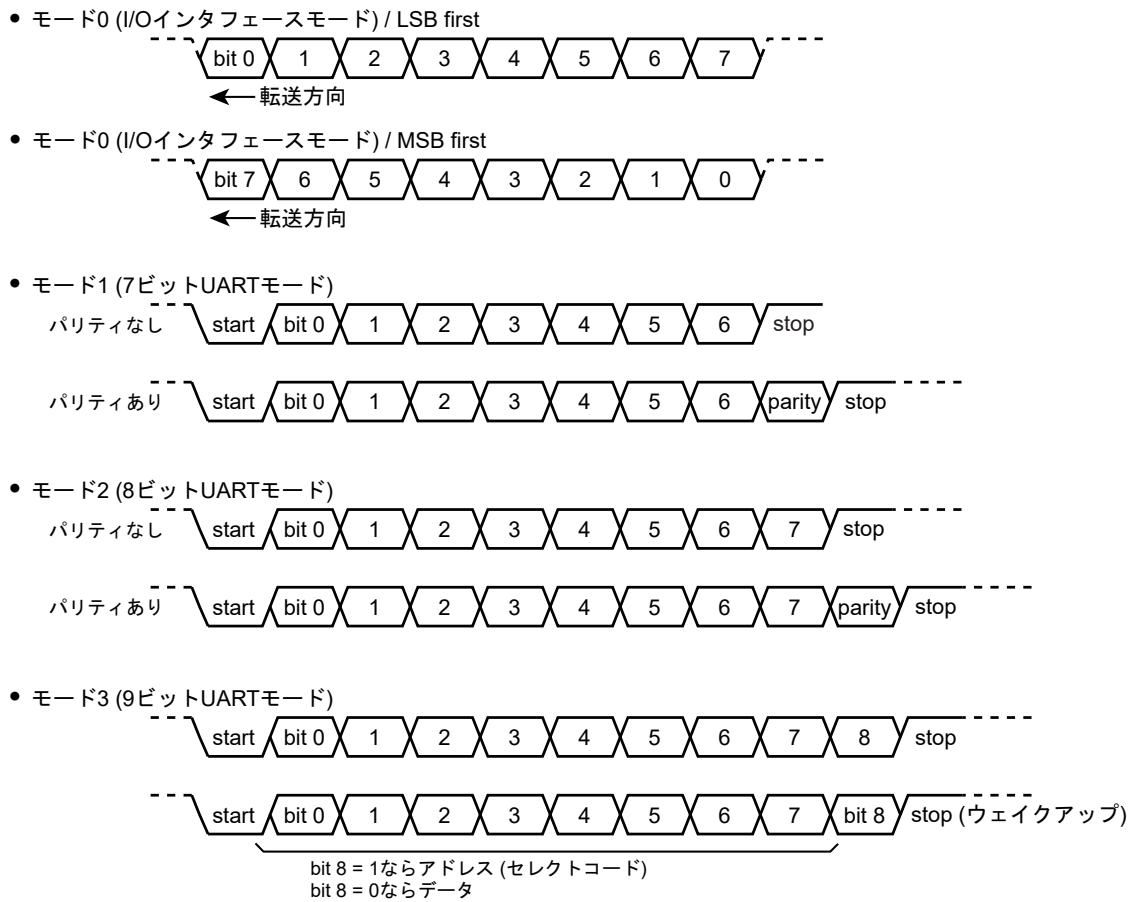 ● モード0 (I/Oインタフェースモード) / LSB first
bit 0 1 2 3 4 5 6 7
転送方向
● モード0 (I/Oインタフェースモード) / MSB first
bit 7 6 5 4 3 2 1 0
転送方向
● モード1 (7ビットUARTモード)
パリティなし start bit 0 1 2 3 4 5 6 stop
パリティあり start bit 0 1 2 3 4 5 6 parity stop
● モード2 (8ビットUARTモード)
パリティなし start bit 0 1 2 3 4 5 6 7 stop
パリティあり start bit 0 1 2 3 4 5 6 7 parity stop
● モード3 (9ビットUARTモード)
start bit 0 1 2 3 4 5 6 7 8 stop
start bit 0 1 2 3 4 5 6 7 bit 8 stop (ウェイクアップ)
bit 8 = 1ならアドレス (セレクトコード)
bit 8 = 0ならデータ